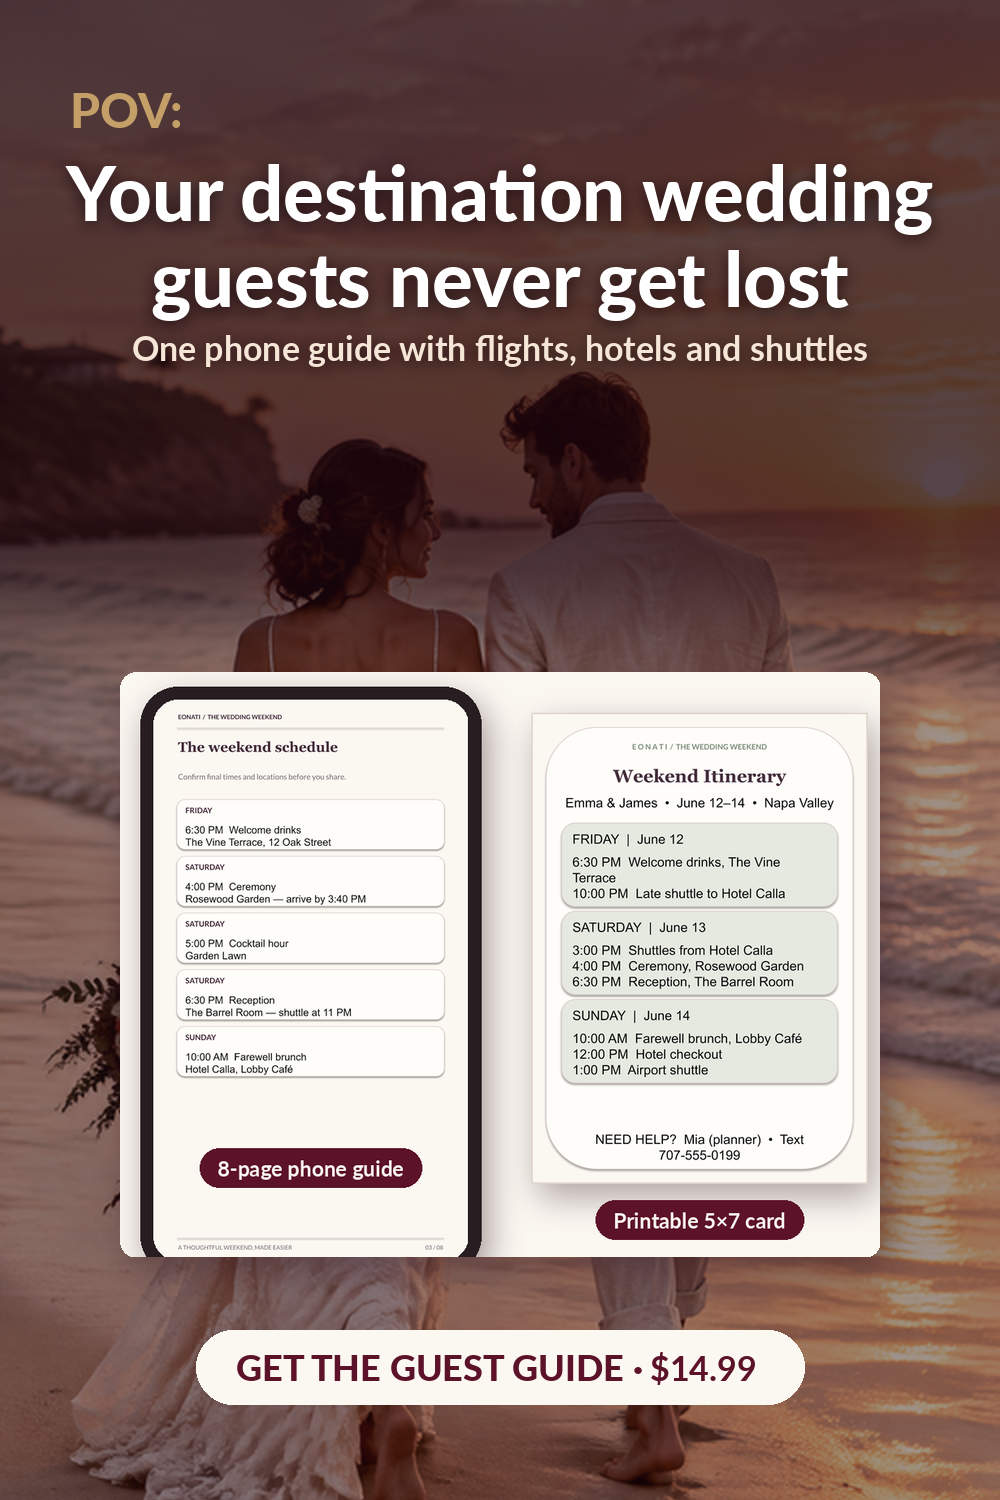 POV:
Your destination wedding
guests never get lost
One phone guide with flights, hotels and shuttles
EONATI / THE WEDDING WEEKEND
The weekend schedule
Confirm final times and locations before you share.
FRIDAY
6:30 PM Welcome drinks
The Vine Terrace, 12 Oak Street
SATURDAY
4:00 PM Ceremony
Rosewood Garden — arrive by 3:40 PM
SATURDAY
5:00 PM Cocktail hour
Garden Lawn
SATURDAY
6:30 PM Reception
The Barrel Room — shuttle at 11 PM
SUNDAY
10:00 AM Farewell brunch
Hotel Calla, Lobby Café
8-page phone guide
A THOUGHTFUL WEEKEND, MADE EASIER
03 / 08
EONATI / THE WEDDING WEEKEND
Weekend Itinerary
Emma & James • June 12–14 • Napa Valley
FRIDAY | June 12
6:30 PM Welcome drinks, The Vine
Terrace
10:00 PM Late shuttle to Hotel Calla
SATURDAY | June 13
3:00 PM Shuttles from Hotel Calla
4:00 PM Ceremony, Rosewood Garden
6:30 PM Reception, The Barrel Room
SUNDAY | June 14
10:00 AM Farewell brunch, Lobby Café
12:00 PM Hotel checkout
1:00 PM Airport shuttle
NEED HELP? Mia (planner) • Text
707-555-0199
Printable 5×7 card
GET THE GUEST GUIDE · $14.99